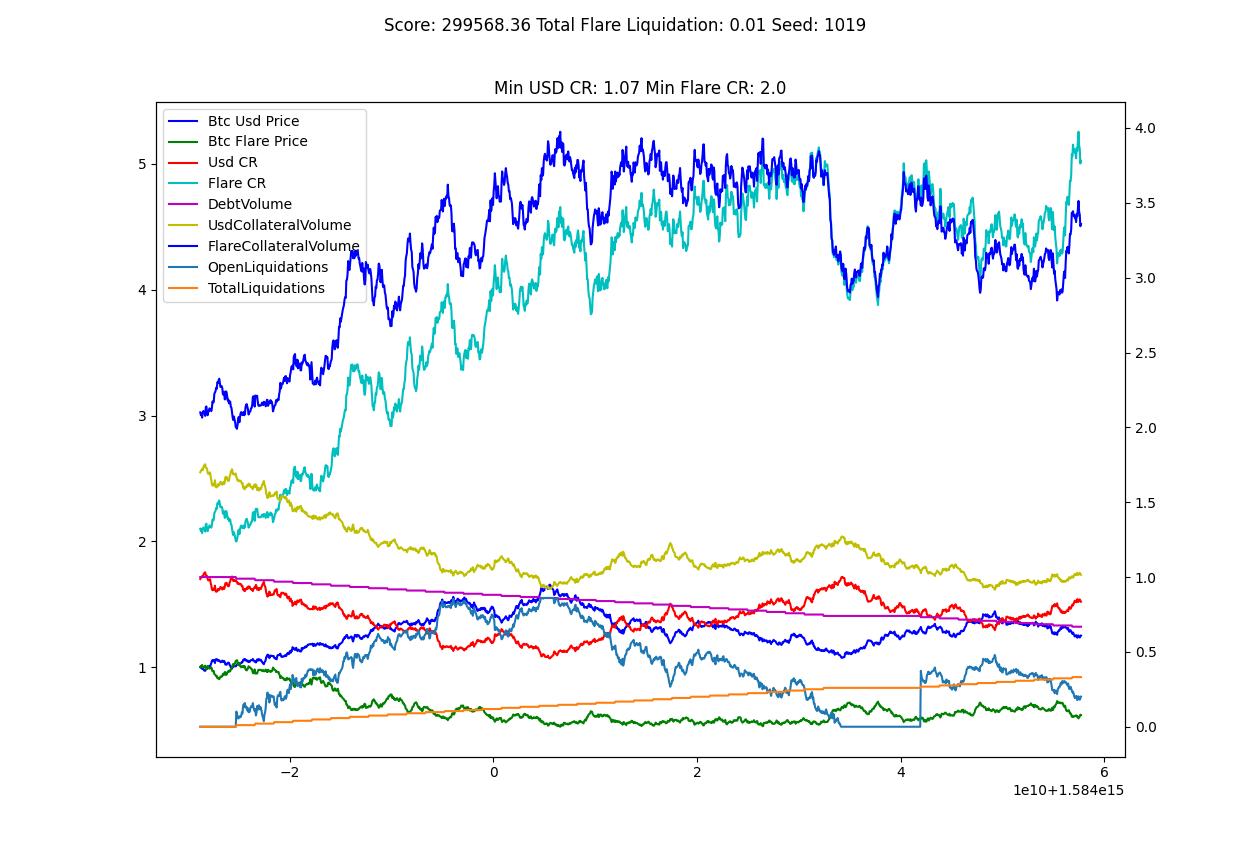 Score: 299568.36 Total Flare Liquidation: 0.01 Seed: 1019
Min USD CR: 1.07 Min Flare CR: 2.0
Btc Usd Price
Btc Flare Price
Usd CR
Flare CR
DebtVolume
UsdCollateralVolume
FlareCollateralVolume
OpenLiquidations
TotalLiquidations
5
4
3
2
1
4.0
3.5
3.0
2.5
2.0
1.5
1.0
0.5
0.0
−2
0
2
4
6
1e10+1.584e15